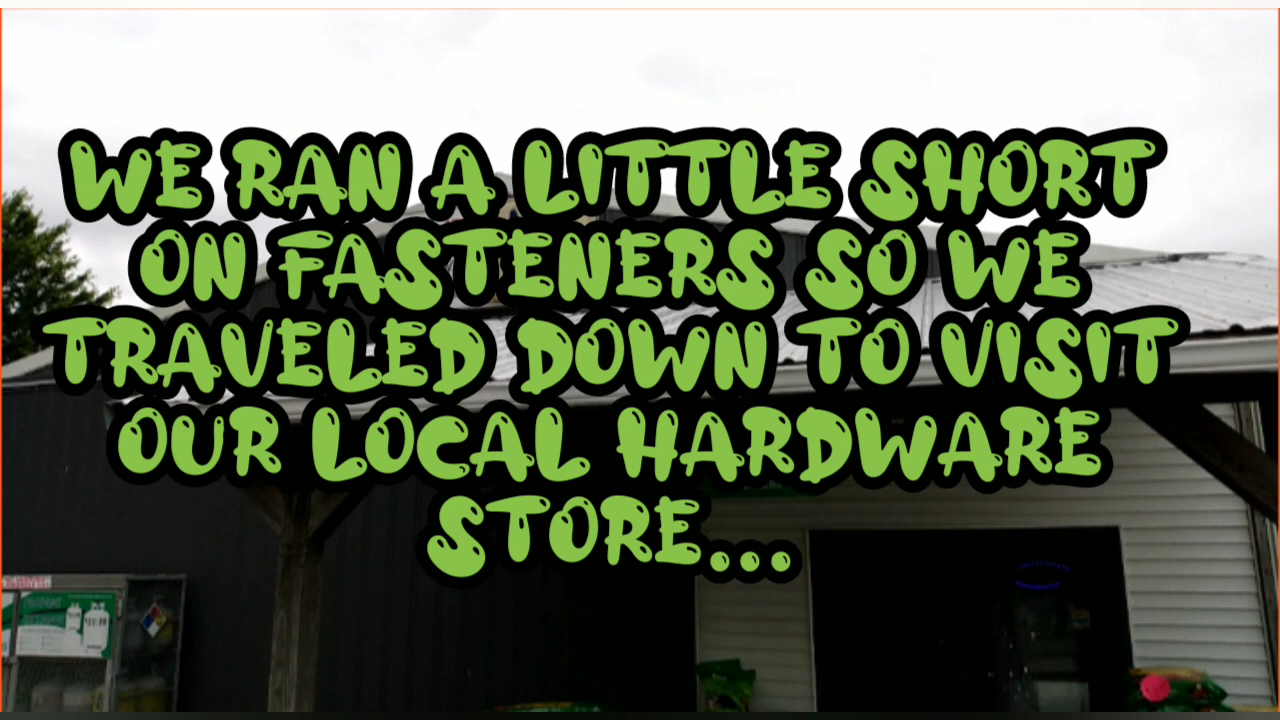 WE RAN A LITTLE SHORT
ON FASTENERS SO WE
TRAVELED DOWN TO VISIT
OUR LOCAL HARDWARE
STORE...